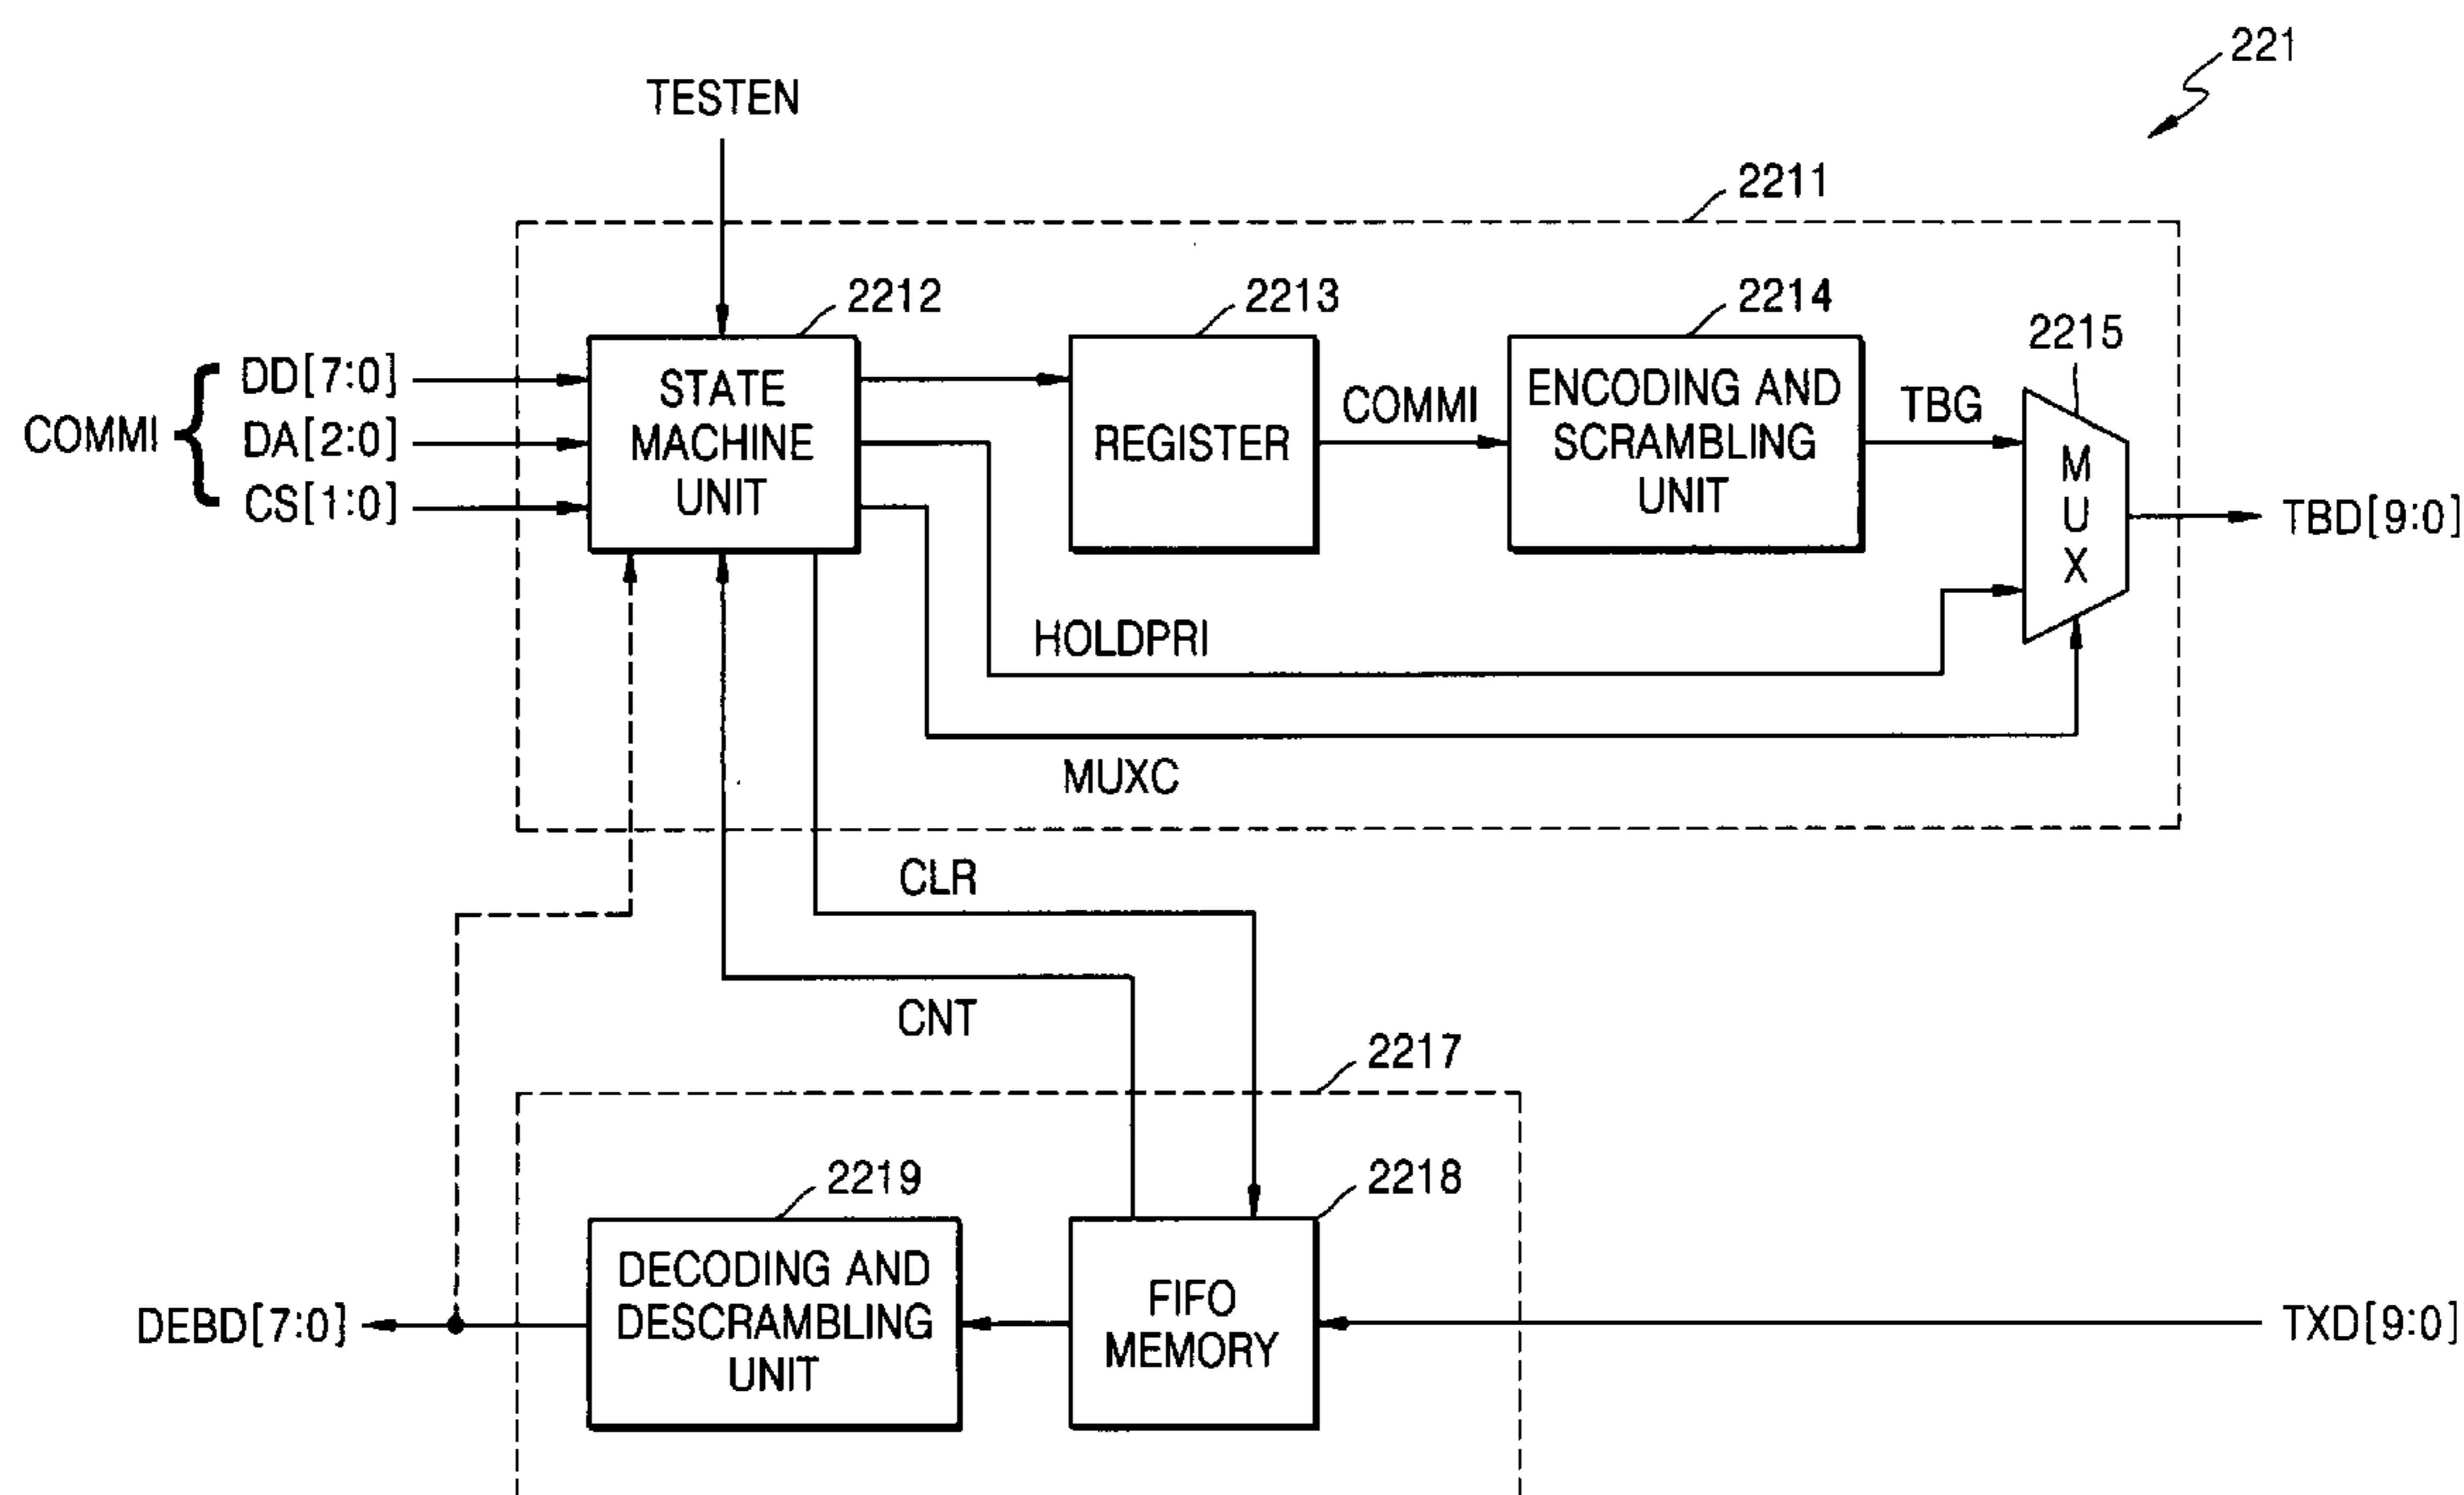 221
TESTEN
2211
2212
2213
2214
2215
COMMI
DD[7:0]
DA[2:0]
CS[1:0]
STATE
MACHINE
UNIT
REGISTER
COMMI
ENCODING AND
SCRAMBLING
UNIT
TBG
M
U
X
TBD[9:0]
HOLDPRI
MUXC
CLR
CNT
2217
2219
2218
DEBD[7:0]
DECODING AND
DESCRAMBLING
UNIT
FIFO
MEMORY
TXD[9:0]